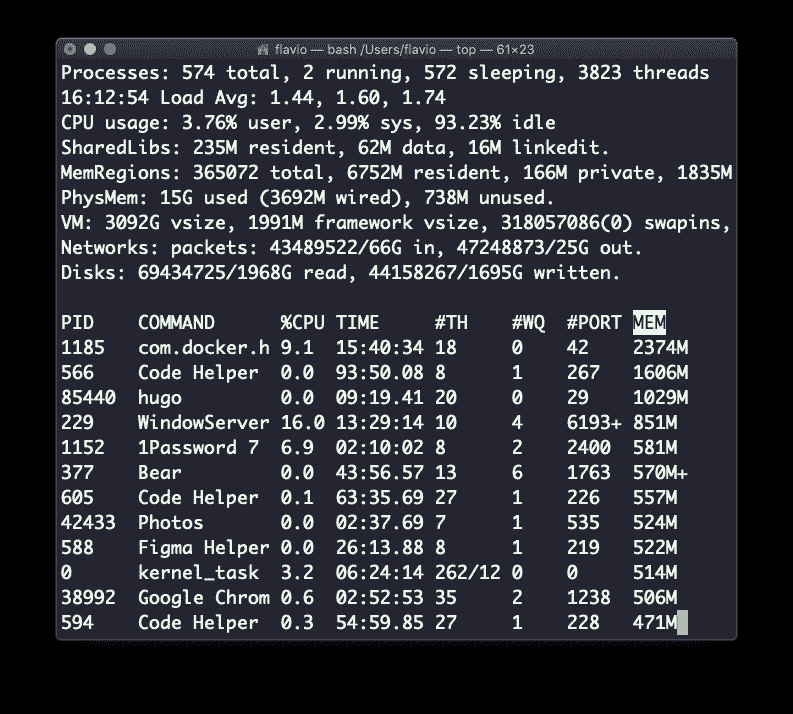 flavio — bash /Users/flavio — top — 61×23
Processes: 574 total, 2 running, 572 sleeping, 3823 threads
16:12:54 Load Avg: 1.44, 1.60, 1.74
CPU usage: 3.76% user, 2.99% sys, 93.23% idle
SharedLibs: 235M resident, 62M data, 16M linkedit.
MemRegions: 365072 total, 6752M resident, 166M private, 1835M
PhysMem: 15G used (3692M wired), 738M unused.
VM: 3092G vsize, 1991M framework vsize, 318057086(0) swapins,
Networks: packets: 43489522/66G in, 47248873/25G out.
Disks: 69434725/1968G read, 44158267/1695G written.
PID COMMAND %CPU TIME #TH #WQ #PORT MEM
1185 com.docker.h 9.1 15:40:34 18 0 42 2374M
566 Code Helper 0.0 93:50.08 8 1 267 1606M
85440 hugo 0.0 09:19.41 20 0 29 1029M
229 WindowServer 16.0 13:29:14 10 4 6193+ 851M
1152 1Password 7 6.9 02:10:02 8 2 2400 581M
377 Bear 0.0 43:56.57 13 6 1763 570M+
605 Code Helper 0.1 63:35.69 27 1 226 557M
42433 Photos 0.0 02:37.69 7 1 535 524M
588 Figma Helper 0.0 26:13.88 8 1 219 522M
0 kernel_task 3.2 06:24:14 262/12 0 0 514M
38992 Google Chrom 0.6 02:52:53 35 2 1238 506M
594 Code Helper 0.3 54:59.85 27 1 228 471M